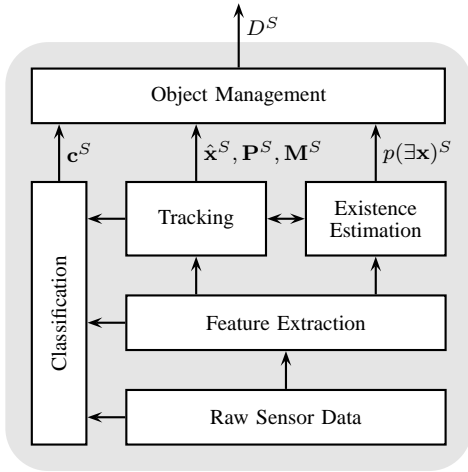 D^S
Object Management
c^S
x̂^S, P^S, M^S
p(∃x)^S
Classification
Tracking
Existence
Estimation
Feature Extraction
Raw Sensor Data